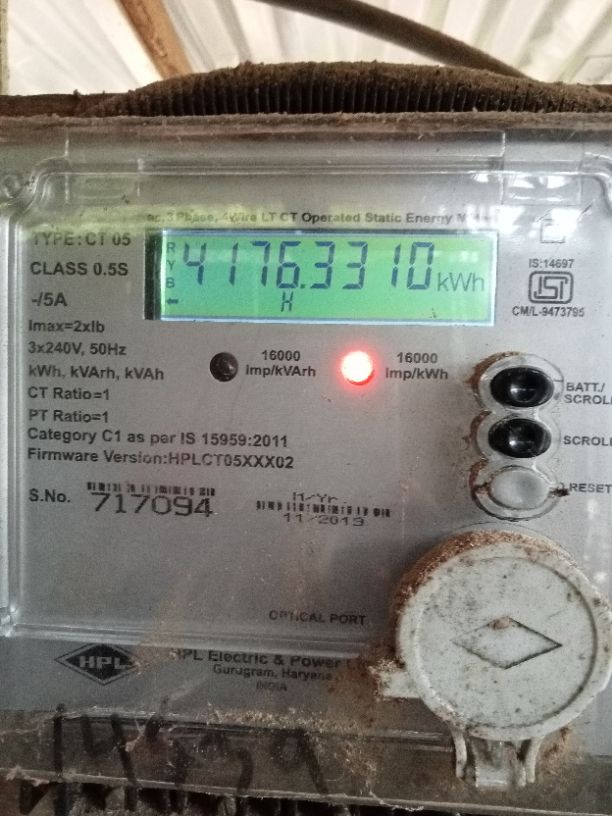 3 Phase, 4Wire LT CT Operated Static Energy
TYPE: CT 05
CLASS 0.5S
-/5A
Imax=2xIb
3x240V, 50Hz
kWh, kVArh, kVAh
CT Ratio=1
PT Ratio=1
Category C1 as per IS 15959:2011
Firmware Version:HPLCT05XXX02
R
Y
B
4176.3310 kWh
16000
imp/kVArh
16000
imp/kWh
IS:14697
ISI
CM/L-9473795
BATT/
SCROLL
SCROLL
RESET
S.No. 717094
M/Yr.
11/2019
OPTICAL PORT
HPL
HPL Electric & Power
Gurugram, Haryana
INDIA